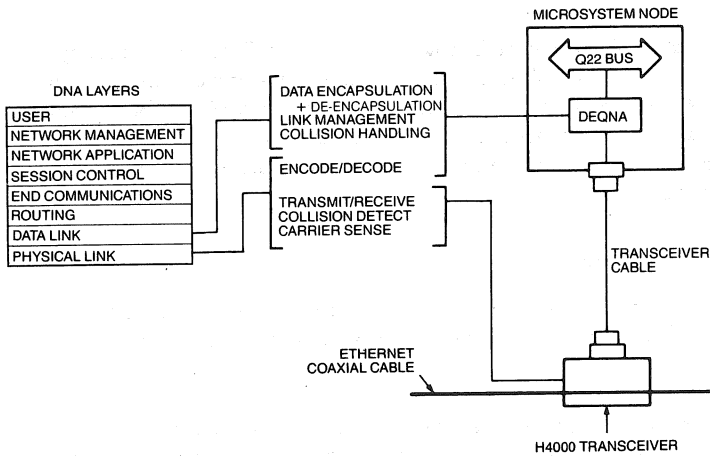 MICROSYSTEM NODE
Q22 BUS
DEQNA
DNA LAYERS
USER
NETWORK MANAGEMENT
NETWORK APPLICATION
SESSION CONTROL
END COMMUNICATIONS
ROUTING
DATA LINK
PHYSICAL LINK
DATA ENCAPSULATION
+ DE-ENCAPSULATION
LINK MANAGEMENT
COLLISION HANDLING
ENCODE/DECODE
TRANSMIT/RECEIVE
COLLISION DETECT
CARRIER SENSE
TRANSCEIVER
CABLE
ETHERNET
COAXIAL CABLE
H4000 TRANSCEIVER